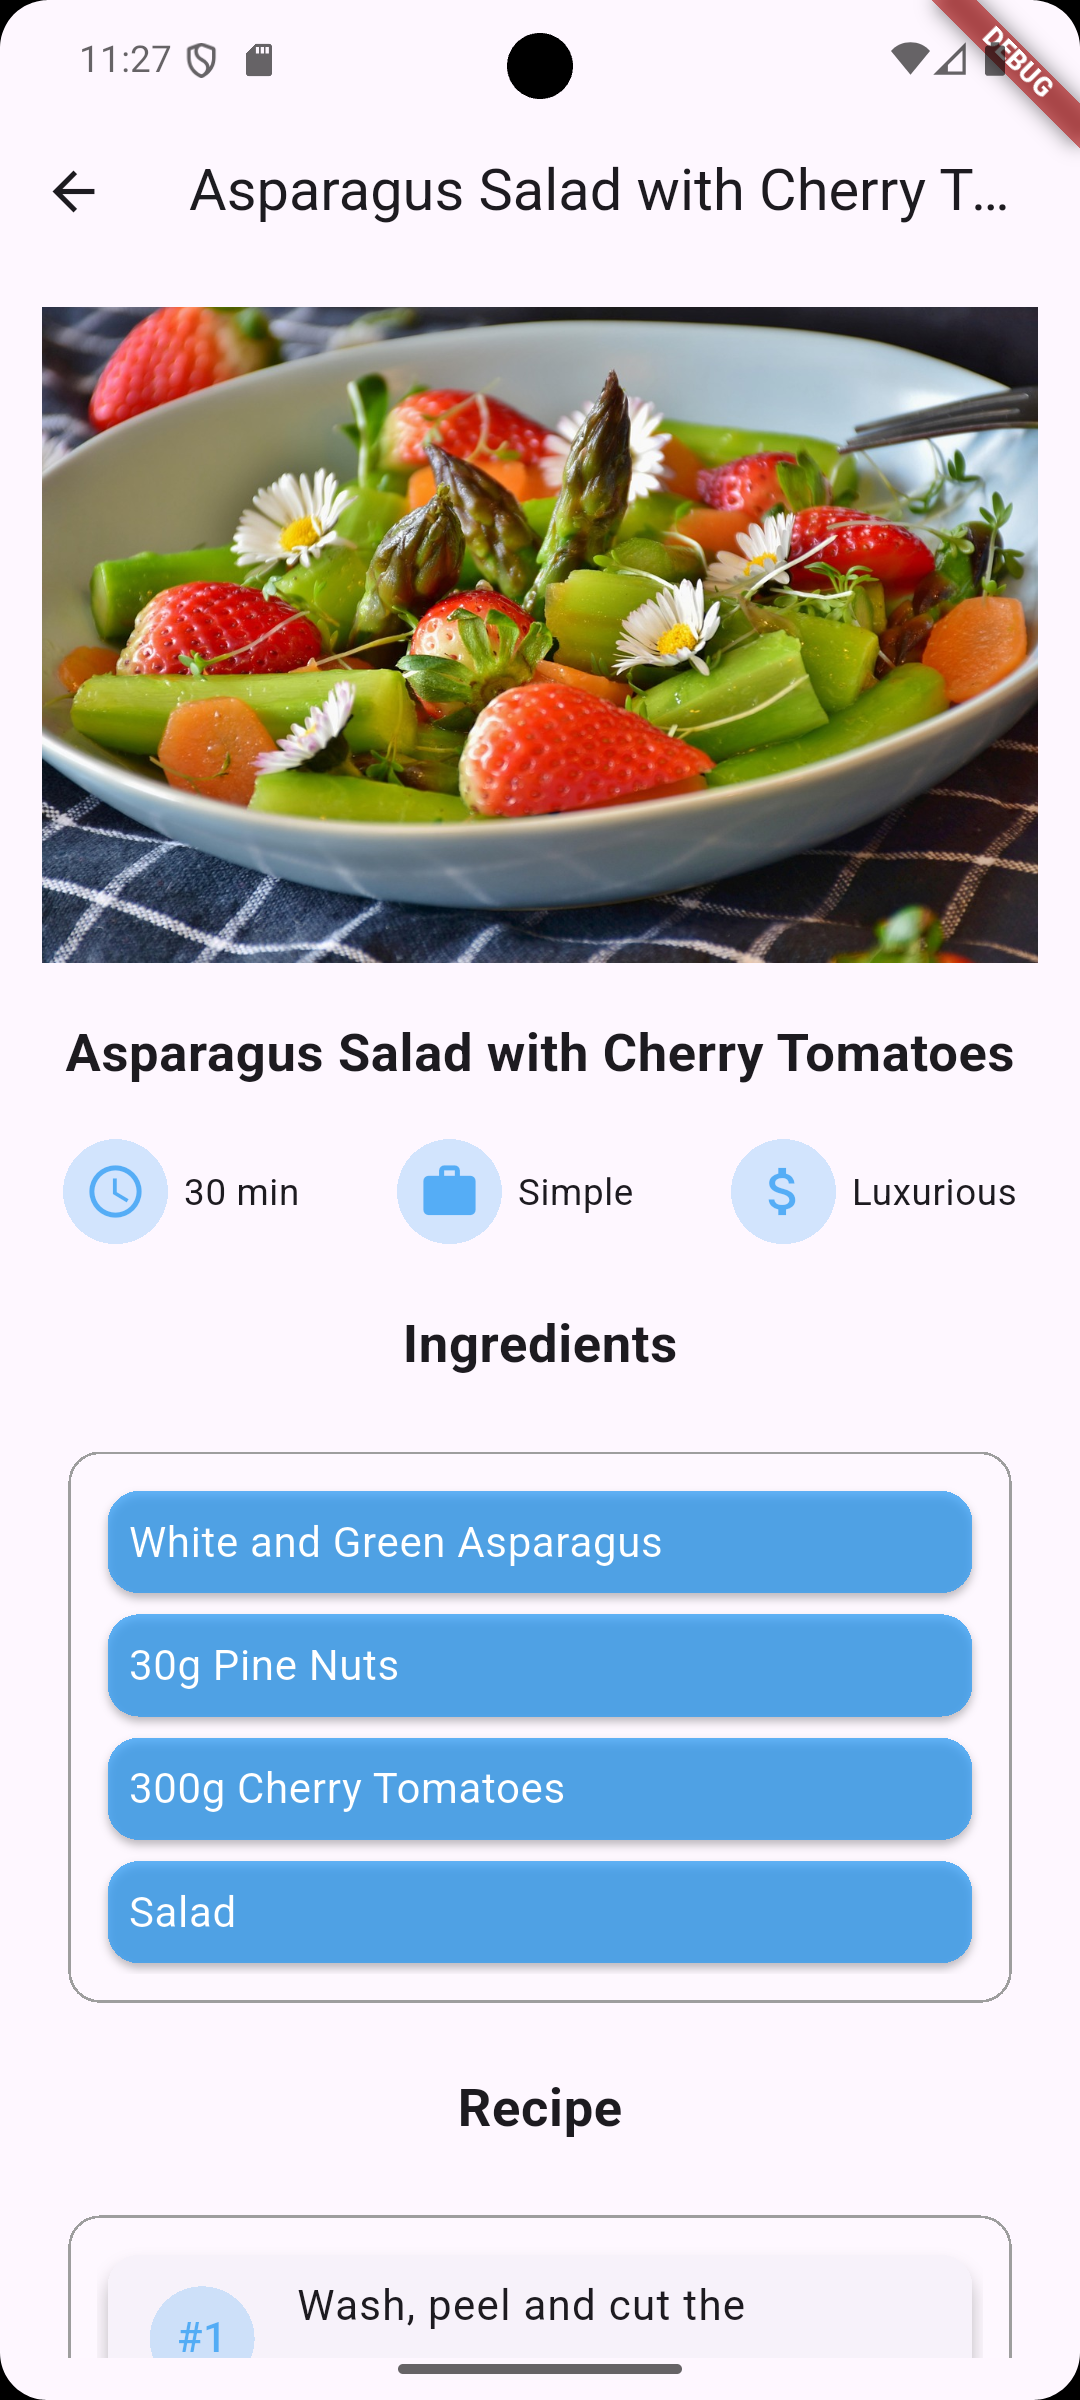 11:27
DEBUG
Asparagus Salad with Cherry T...
Asparagus Salad with Cherry Tomatoes
30 min
Simple
Luxurious
Ingredients
White and Green Asparagus
30g Pine Nuts
300g Cherry Tomatoes
Salad
Recipe
#1
Wash, peel and cut the